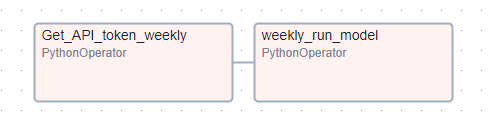 Get_API_token_weekly
PythonOperator
weekly_run_model
PythonOperator